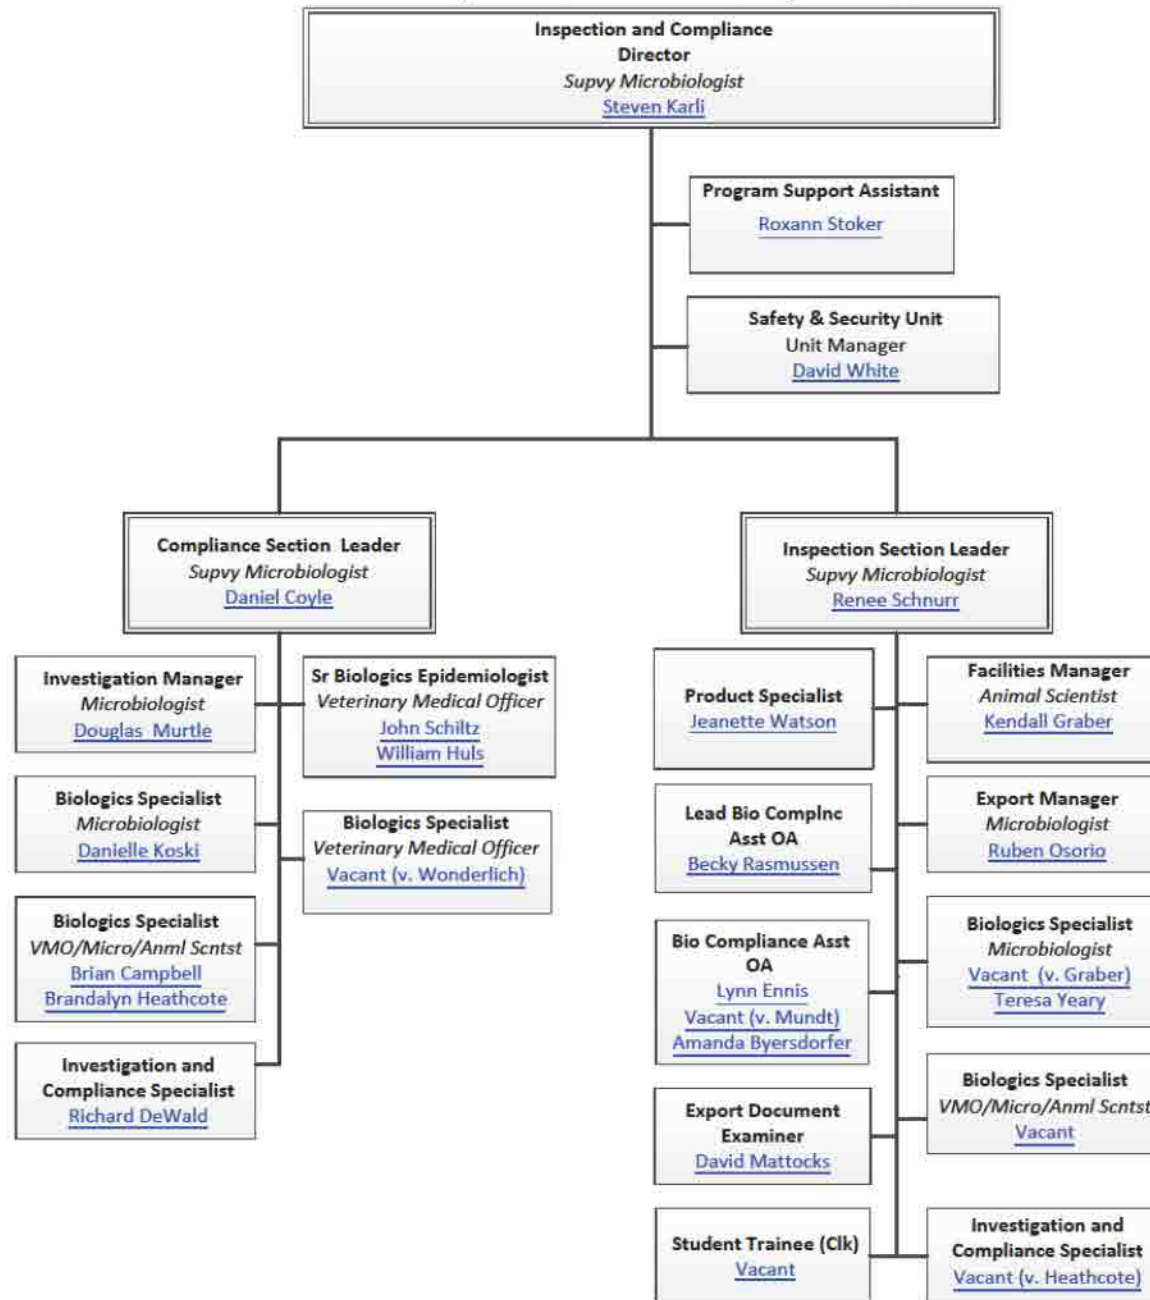 Inspection and Compliance
Director
Supvy Microbiologist
Steven Karli
Program Support Assistant
Roxann Stoker
Safety & Security Unit
Unit Manager
David White
Compliance Section Leader
Supvy Microbiologist
Daniel Coyle
Inspection Section Leader
Supvy Microbiologist
Renee Schnurr
Investigation Manager
Microbiologist
Douglas Murtle
Sr Biologics Epidemiologist
Veterinary Medical Officer
John Schiltz
William Huls
Biologics Specialist
Microbiologist
Danielle Koski
Biologics Specialist
Veterinary Medical Officer
Vacant (v. Wonderlich)
Biologics Specialist
VMO/Micro/Anml Scntst
Brian Campbell
Brandalyn Heathcote
Investigation and
Compliance Specialist
Richard DeWald
Product Specialist
Jeanette Watson
Facilities Manager
Animal Scientist
Kendall Graber
Lead Bio Complnc
Asst OA
Becky Rasmussen
Export Manager
Microbiologist
Ruben Osorio
Bio Compliance Asst
OA
Lynn Ennis
Vacant (v. Mundt)
Amanda Byersdorfer
Biologics Specialist
Microbiologist
Vacant (v. Graber)
Teresa Yeary
Export Document
Examiner
David Mattocks
Biologics Specialist
VMO/Micro/Anml Scntst
Vacant
Student Trainee (Clk)
Vacant
Investigation and
Compliance Specialist
Vacant (v. Heathcote)